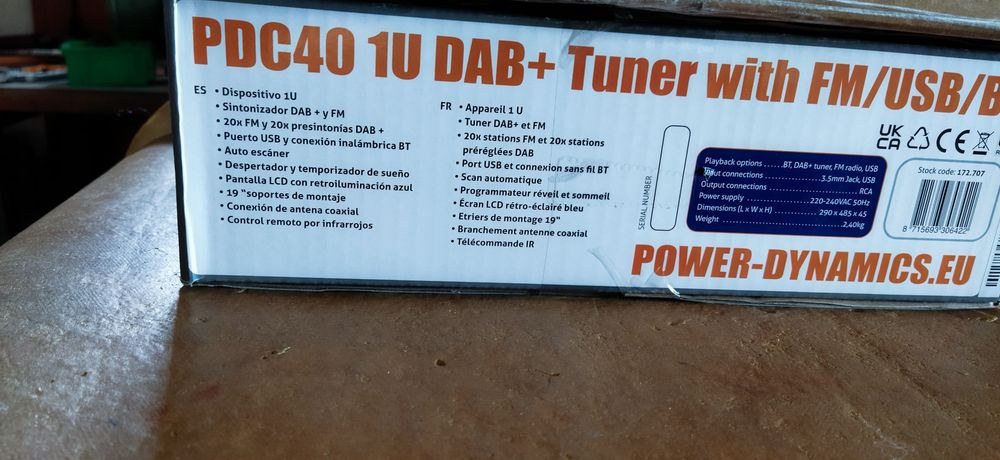 PDC40 1U DAB+ Tuner with FM/USB/B
ES • Dispositivo 1U
• Sintonizador DAB + y FM
• 20x FM y 20x presintonías DAB +
• Puerto USB y conexión inalámbrica BT
• Auto escáner
• Despertador y temporizador de sueño
• Pantalla LCD con retroiluminación azul
• 19 "soportes de montaje
• Conexión de antena coaxial
• Control remoto por infrarrojos
FR • Appareil 1 U
• Tuner DAB+ et FM
• 20x stations FM et 20x stations
préréglées DAB
• Port USB et connexion sans fil BT
• Scan automatique
• Programmateur réveil et sommeil
• Écran LCD rétro-éclairé bleu
• Etriers de montage 19"
• Branchement antenne coaxial
• Télécommande IR
SERIAL NUMBER
UK
CA
CE
Playback options ..... BT, DAB+ tuner, FM radio, USB
Input connections ..... 3.5mm Jack, USB
Output connections ..... RCA
Power supply ..... 220-240VAC 50Hz
Dimensions (L x W x H) ..... 290 x 485 x 45
Weight ..... 2,40kg
Stock code: 172.707
8 715693 306422
POWER-DYNAMICS.EU